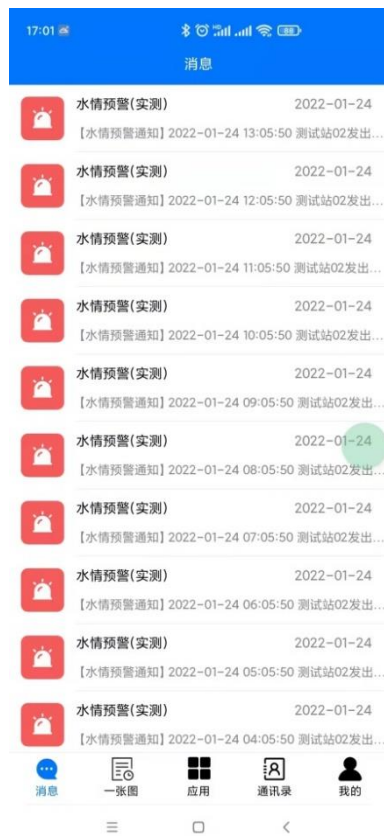 17:01
消息
水情预警(实测) 2022-01-24
【水情预警通知】2022-01-24 13:05:50 测试站02发出...
水情预警(实测) 2022-01-24
【水情预警通知】2022-01-24 12:05:50 测试站02发出...
水情预警(实测) 2022-01-24
【水情预警通知】2022-01-24 11:05:50 测试站02发出...
水情预警(实测) 2022-01-24
【水情预警通知】2022-01-24 10:05:50 测试站02发出...
水情预警(实测) 2022-01-24
【水情预警通知】2022-01-24 09:05:50 测试站02发出...
水情预警(实测) 2022-01-24
【水情预警通知】2022-01-24 08:05:50 测试站02发出...
水情预警(实测) 2022-01-24
【水情预警通知】2022-01-24 07:05:50 测试站02发出...
水情预警(实测) 2022-01-24
【水情预警通知】2022-01-24 06:05:50 测试站02发出...
水情预警(实测) 2022-01-24
【水情预警通知】2022-01-24 05:05:50 测试站02发出...
水情预警(实测) 2022-01-24
【水情预警通知】2022-01-24 04:05:50 测试站02发出...
消息 一张图 应用 通讯录 我的